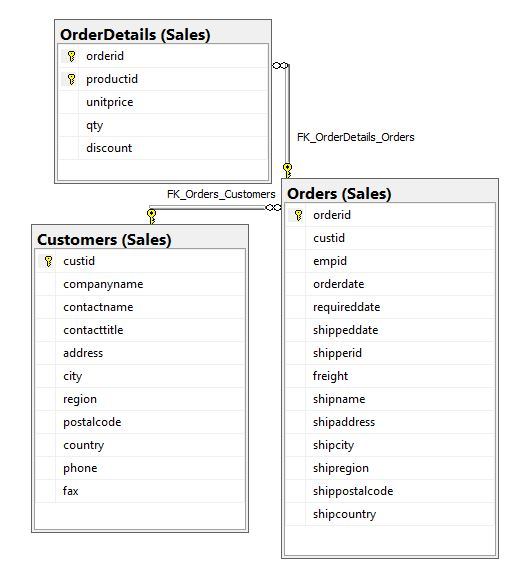 OrderDetails (Sales)
orderid
productid
unitprice
qty
discount
FK_OrderDetails_Orders
FK_Orders_Customers
Orders (Sales)
orderid
custid
empid
orderdate
requireddate
shippeddate
shipperid
freight
shipname
shipaddress
shipcity
shipregion
shippostalcode
shipcountry
Customers (Sales)
custid
companyname
contactname
contacttitle
address
city
region
postalcode
country
phone
fax